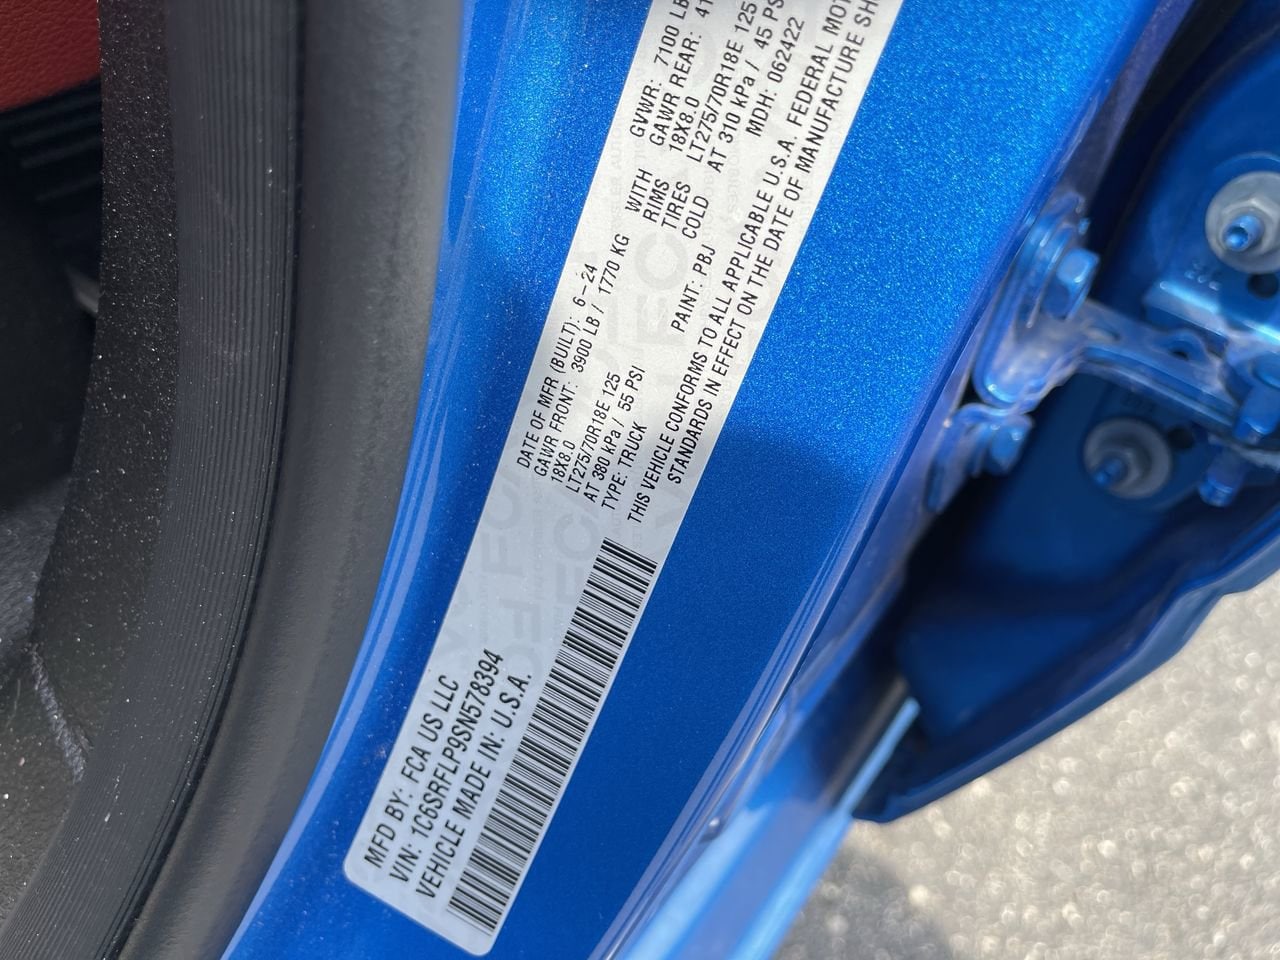 MFD BY: FCA US LLC
VIN: 1C6SRFLP9SN578394
VEHICLE MADE IN: U.S.A.
DATE OF MFR (BUILT): 6-24 GVWR: 7100 LB
GAWR FRONT: 3900 LB / 1770 KG WITH GAWR REAR: 41
18X8.0 RIMS 18X8.0
LT275/70R18E 125 TIRES LT275/70R18E 125
AT 380 kPa / 55 PSI COLD AT 310 kPa / 45 PS
TYPE: TRUCK PAINT: PBJ MDH: 062422
THIS VEHICLE CONFORMS TO ALL APPLICABLE U.S.A. FEDERAL MOT
STANDARDS IN EFFECT ON THE DATE OF MANUFACTURE SH